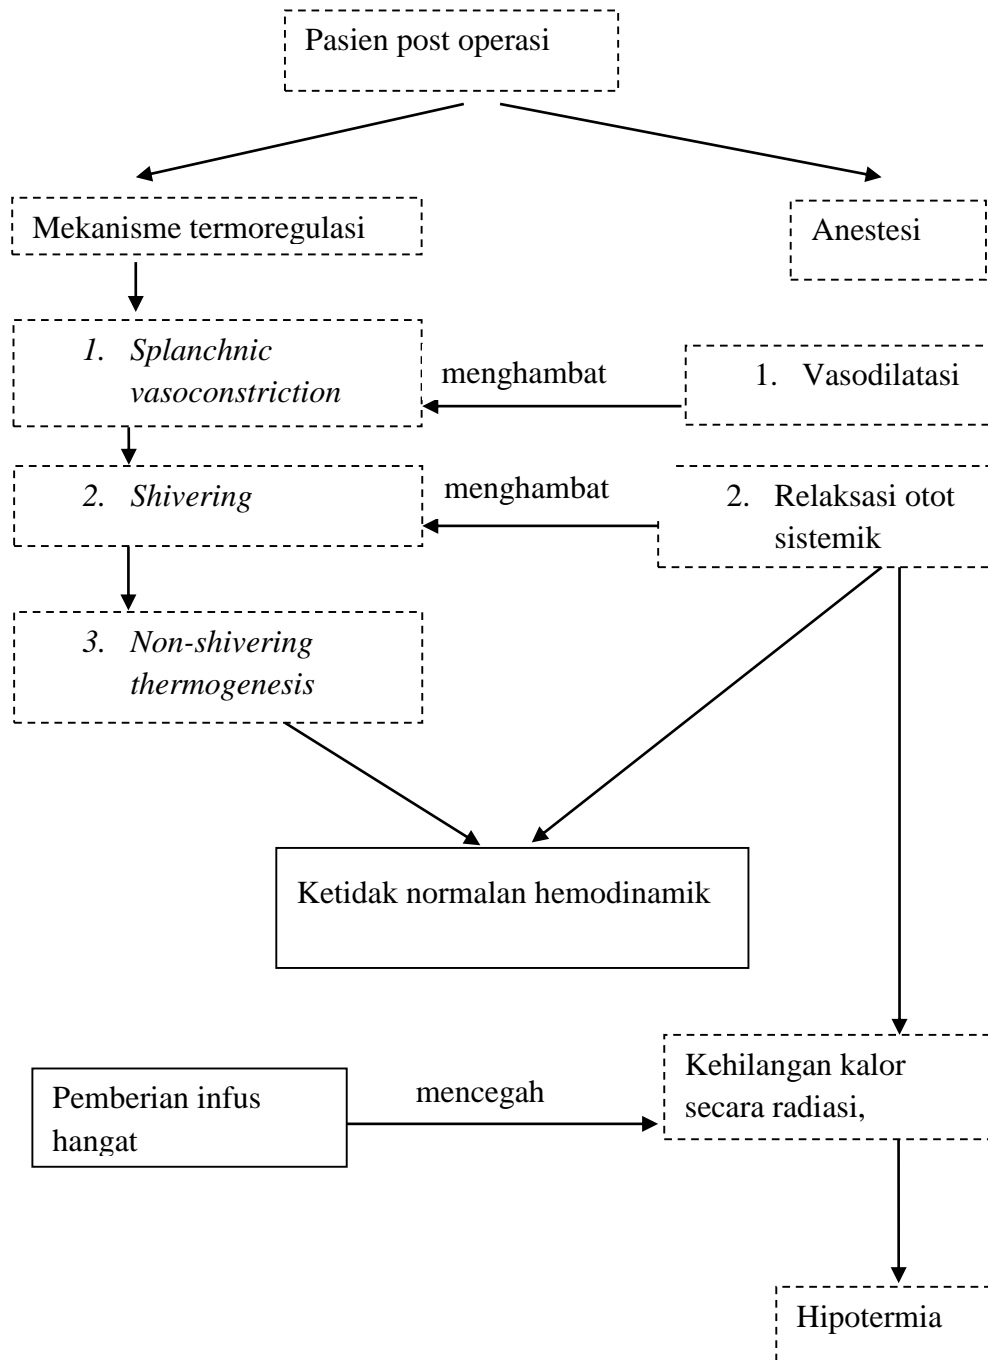 Pasien post operasi
Mekanisme termoregulasi
Anestesi
1. Splanchnic
vasoconstriction
menghambat
1. Vasodilatasi
2. Shivering
menghambat
2. Relaksasi otot
sistemik
3. Non-shivering
thermogenesis
Ketidak normalan hemodinamik
Pemberian infus
hangat
mencegah
Kehilangan kalor
secara radiasi,
Hipotermia